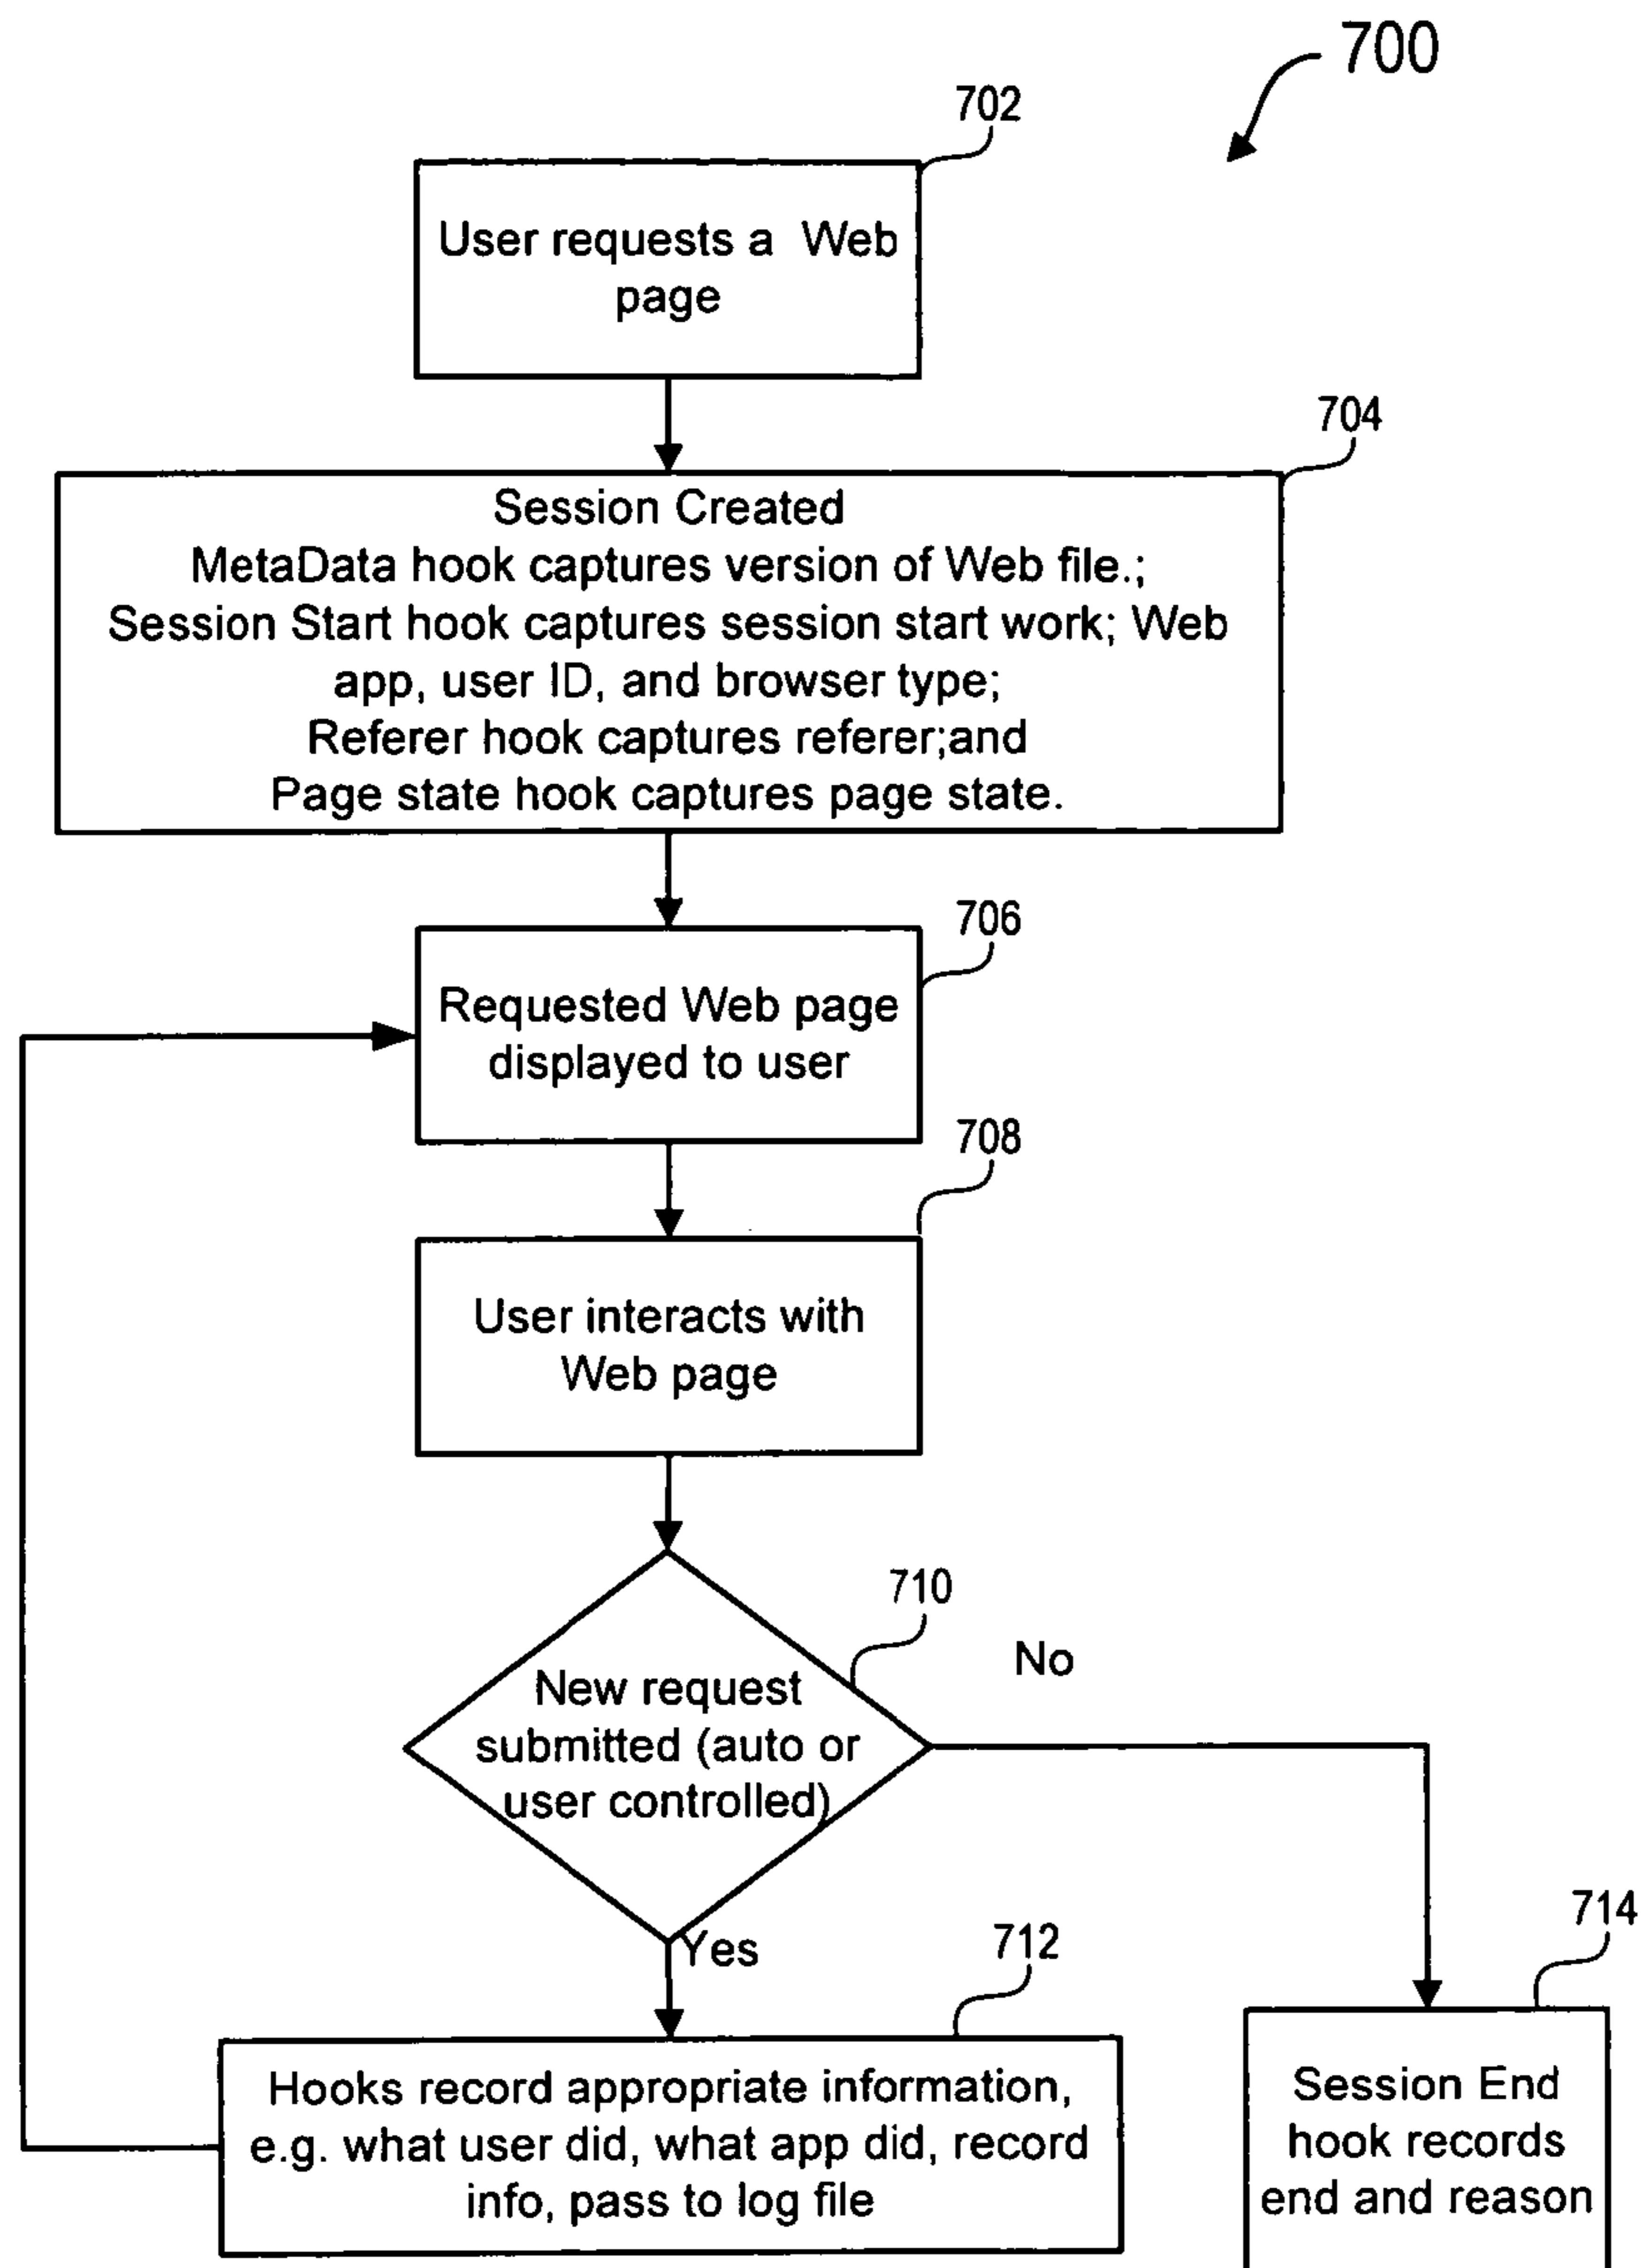 700
702
User requests a Web
page
704
Session Created
MetaData hook captures version of Web file.;
Session Start hook captures session start work; Web
app, user ID, and browser type;
Referer hook captures referer;and
Page state hook captures page state.
706
Requested Web page
displayed to user
708
User interacts with
Web page
710
New request
submitted (auto or
user controlled)
No
Yes
712
Hooks record appropriate information,
e.g. what user did, what app did, record
info, pass to log file
714
Session End
hook records
end and reason